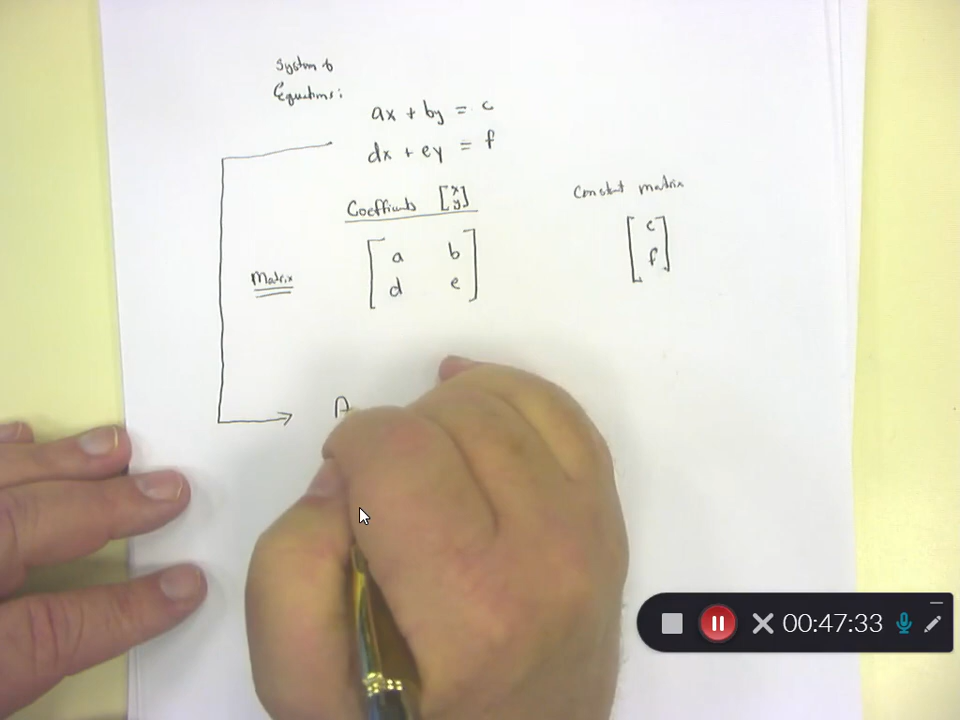 System of
Equations:
ax + by = c
dx + ey = f
Constant matrix
Coefficients [x
y]
[a b
d e]
[c
f]
Matrix
A
00:47:33